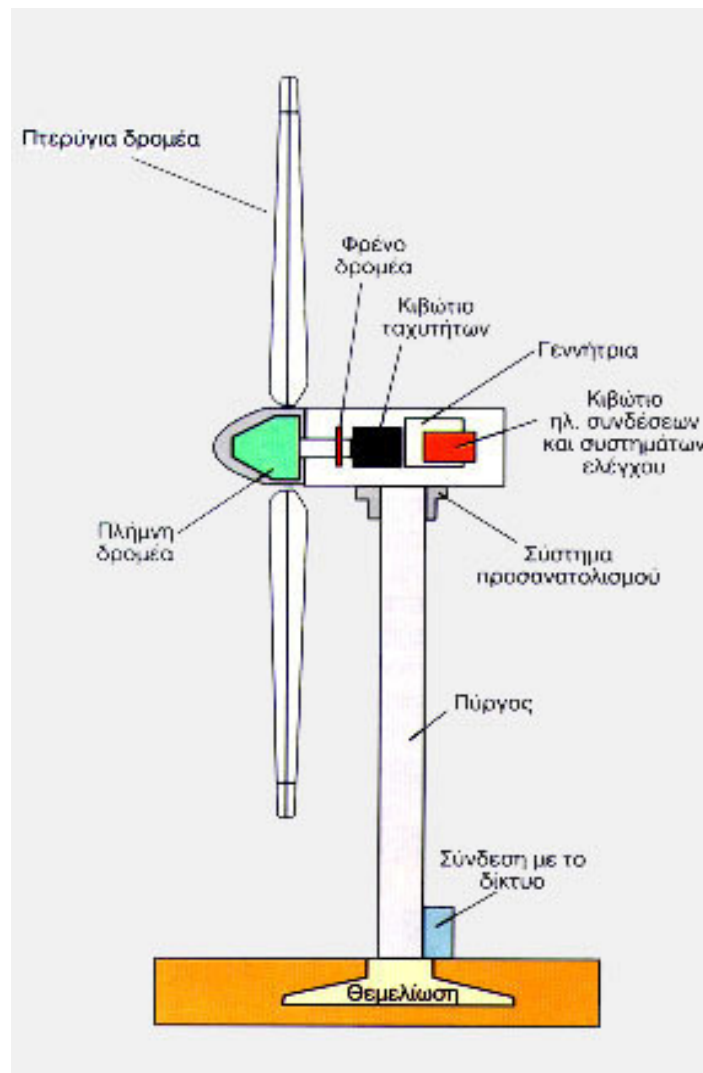 Πτερύγια δρομέα
Φρένο
δρομέα
Κιβώτιο
ταχυτήτων
Γεννήτρια
Κιβώτιο
ηλ. συνδέσεων
και συστημάτων
ελέγχου
Πλήμνη
δρομέα
Σύστημα
προσανατολισμού
Πύργος
Σύνδεση με το
δίκτυο
Θεμελίωση